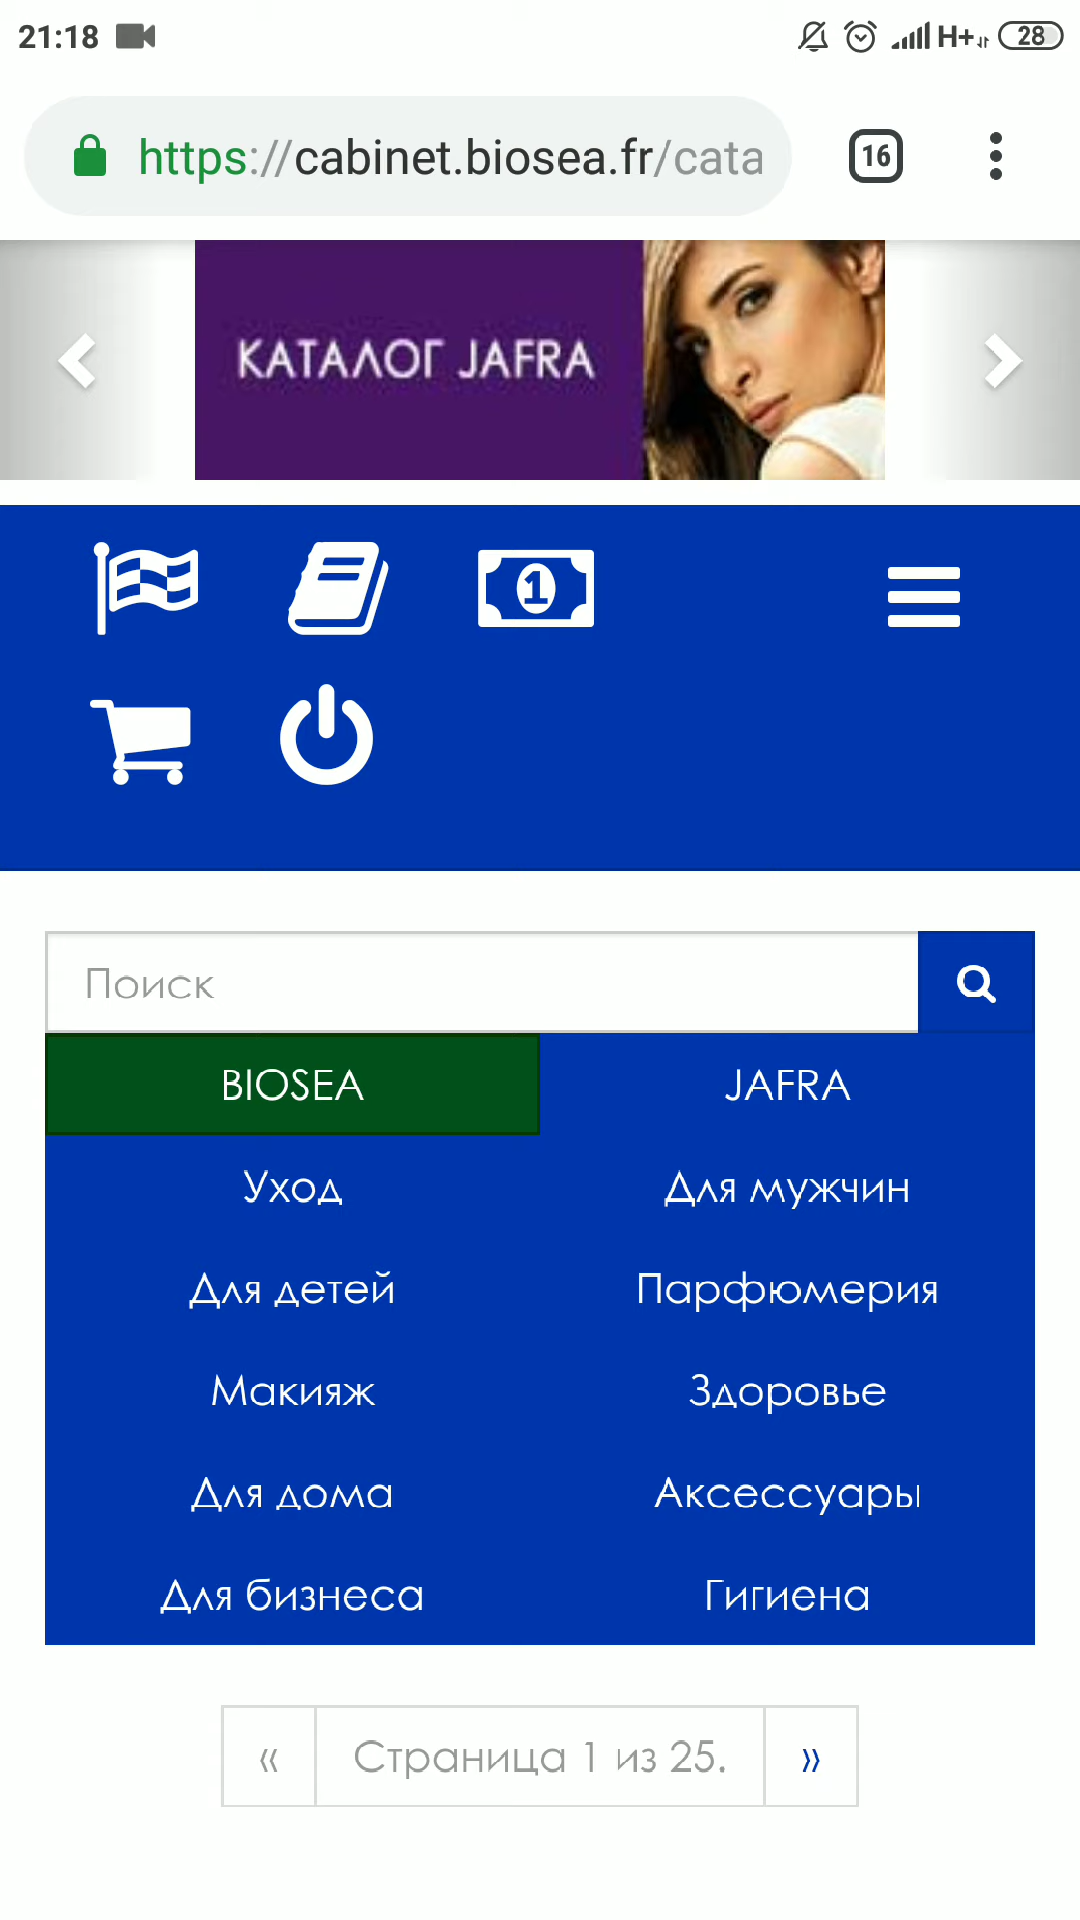 21:18 H+ 28
https://cabinet.biosea.fr/cata 16
КАТАЛОГ JAFRA
1
Поиск
BIOSEA JAFRA
Уход Для мужчин
Для детей Парфюмерия
Макияж Здоровье
Для дома Аксессуары
Для бизнеса Гигиена
« Страница 1 из 25. »